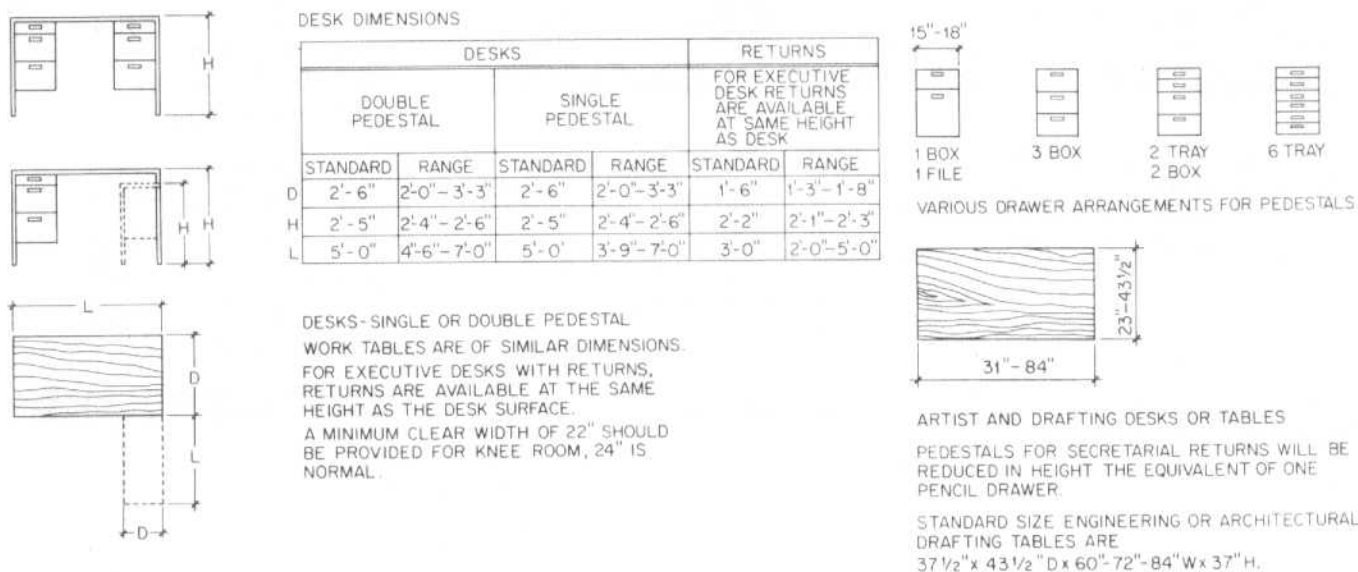 DESK DIMENSIONS
DESKS RETURNS
DOUBLE PEDESTAL SINGLE PEDESTAL FOR EXECUTIVE DESK RETURNS ARE AVAILABLE AT SAME HEIGHT AS DESK
STANDARD RANGE STANDARD RANGE STANDARD RANGE
D 2'-6" 2'-0"-3'-3" 2'-6" 2'-0"-3'-3" 1'-6" 1'-3"-1'-8"
H 2'-5" 2'-4"-2'-6" 2'-5" 2'-4"-2'-6" 2'-2" 2'-1"-2'-3"
L 5'-0" 4'-6"-7'-0" 5'-0' 3'-9"-7'-0" 3'-0" 2'-0"-5'-0"
H
H H
L
D
L
D
DESKS-SINGLE OR DOUBLE PEDESTAL
WORK TABLES ARE OF SIMILAR DIMENSIONS.
FOR EXECUTIVE DESKS WITH RETURNS,
RETURNS ARE AVAILABLE AT THE SAME
HEIGHT AS THE DESK SURFACE.
A MINIMUM CLEAR WIDTH OF 22" SHOULD
BE PROVIDED FOR KNEE ROOM, 24" IS
NORMAL.
15"-18"
1 BOX
1 FILE
3 BOX
2 TRAY
2 BOX
6 TRAY
VARIOUS DRAWER ARRANGEMENTS FOR PEDESTALS
23"-43 1/2"
31"-84"
ARTIST AND DRAFTING DESKS OR TABLES
PEDESTALS FOR SECRETARIAL RETURNS WILL BE
REDUCED IN HEIGHT THE EQUIVALENT OF ONE
PENCIL DRAWER.
STANDARD SIZE ENGINEERING OR ARCHITECTURAL
DRAFTING TABLES ARE
37 1/2" x 43 1/2" D x 60"-72"-84" W x 37" H.